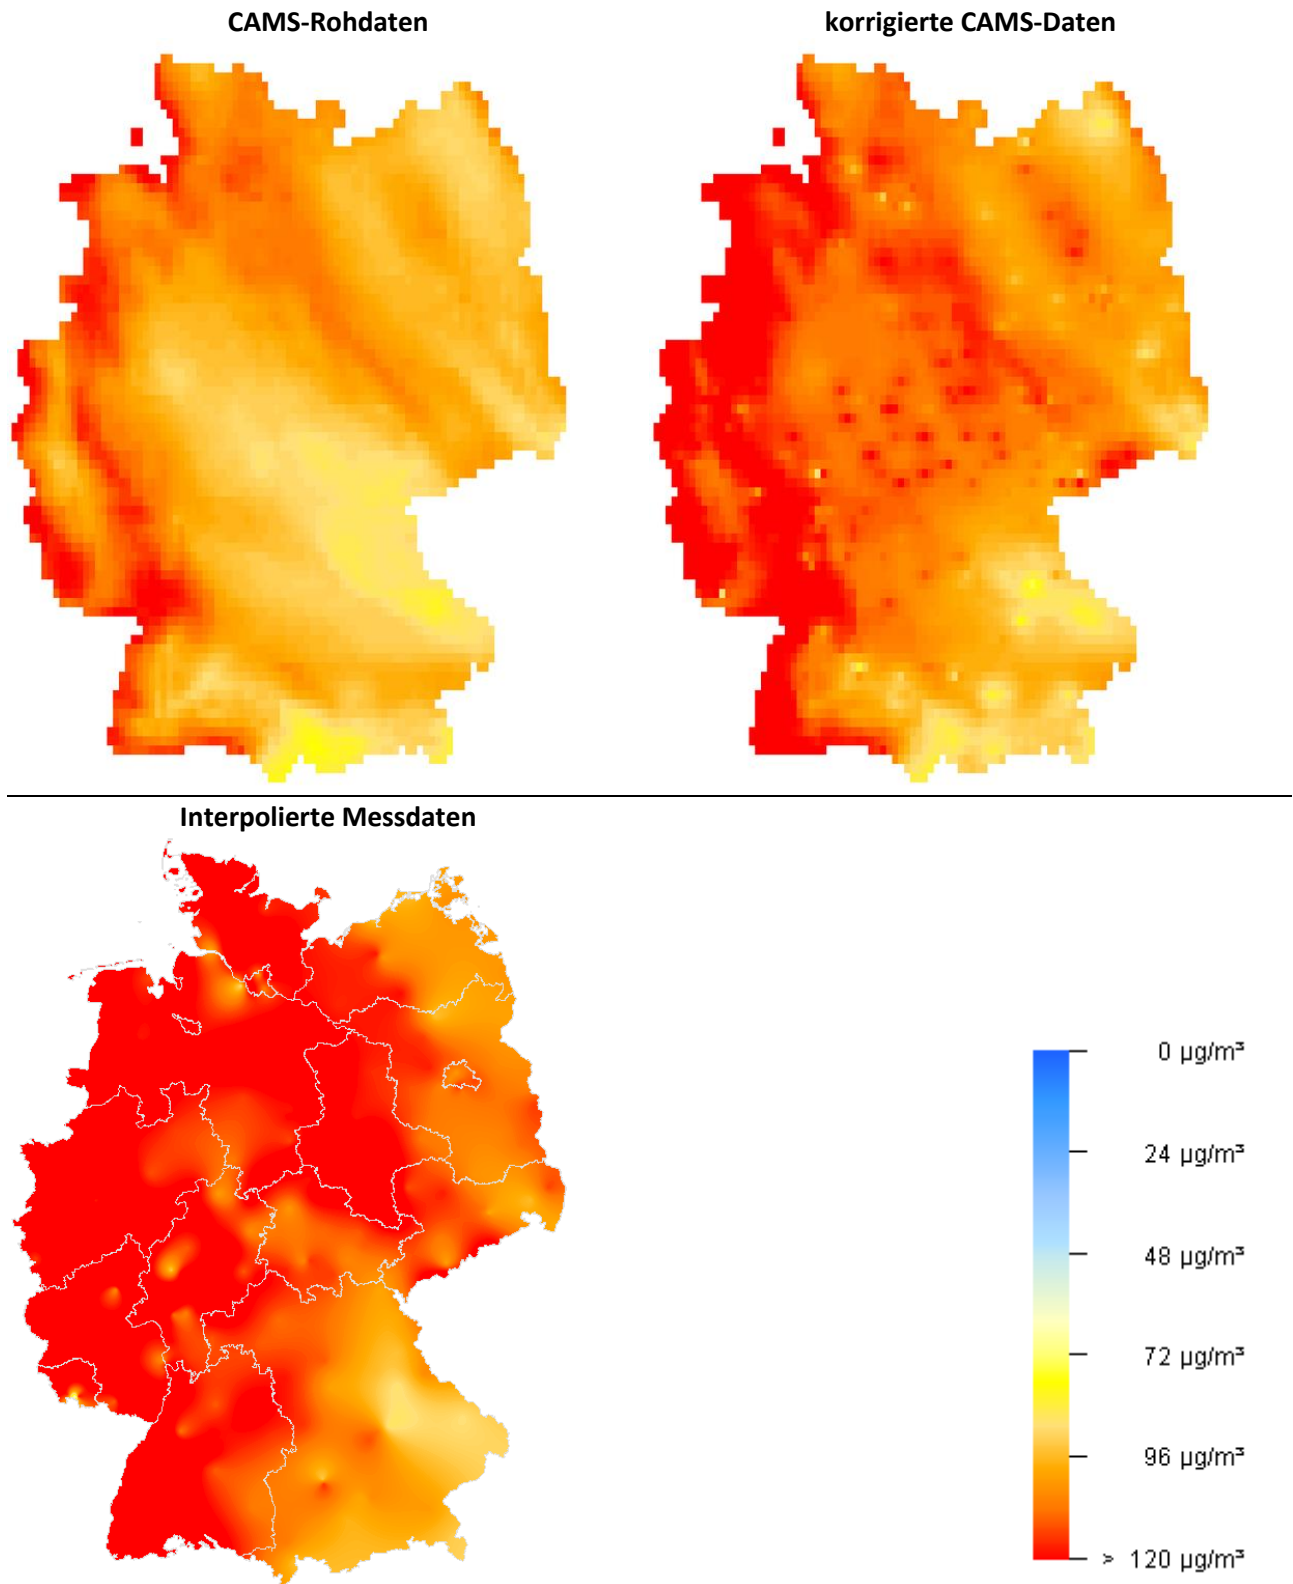 CAMS-Rohdaten
korrigierte CAMS-Daten
Interpolierte Messdaten
0 µg/m³
24 µg/m³
48 µg/m³
72 µg/m³
96 µg/m³
> 120 µg/m³